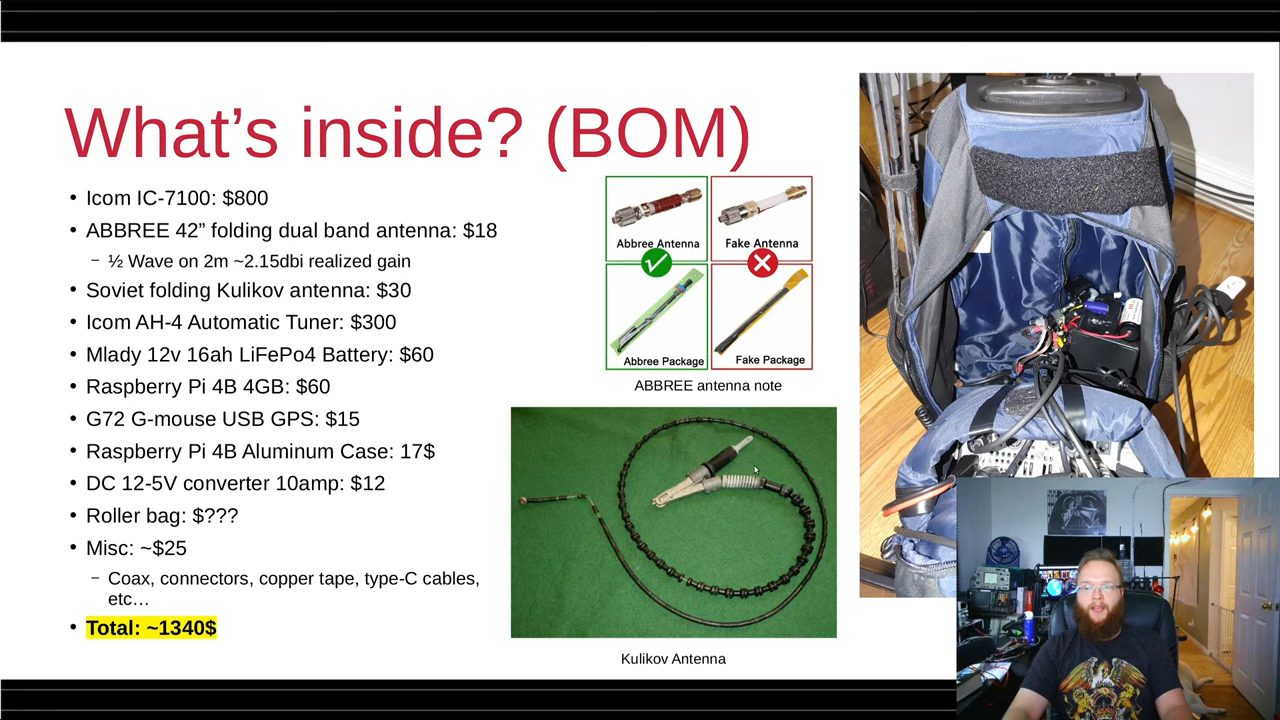 What’s inside? (BOM)
• Icom IC-7100: $800
• ABBREE 42” folding dual band antenna: $18
– ½ Wave on 2m ~2.15dbi realized gain
• Soviet folding Kulikov antenna: $30
• Icom AH-4 Automatic Tuner: $300
• Mlady 12v 16ah LiFePo4 Battery: $60
• Raspberry Pi 4B 4GB: $60
• G72 G-mouse USB GPS: $15
• Raspberry Pi 4B Aluminum Case: 17$
• DC 12-5V converter 10amp: $12
• Roller bag: $???
• Misc: ~$25
– Coax, connectors, copper tape, type-C cables,
etc…
• Total: ~1340$
Abbree Antenna
Fake Antenna
Abbree Package
Fake Package
ABBREE antenna note
Kulikov Antenna